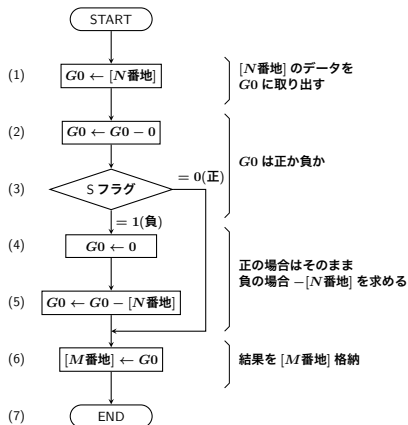 START
(1) G0 ← [N番地] [N番地] のデータを
G0 に取り出す
(2) G0 ← G0 − 0
G0 は正か負か
(3) S フラグ = 0(正)
= 1(負)
(4) G0 ← 0
正の場合はそのまま
負の場合 −[N番地] を求める
(5) G0 ← G0 − [N番地]
(6) [M番地] ← G0 結果を [M番地] 格納
(7) END